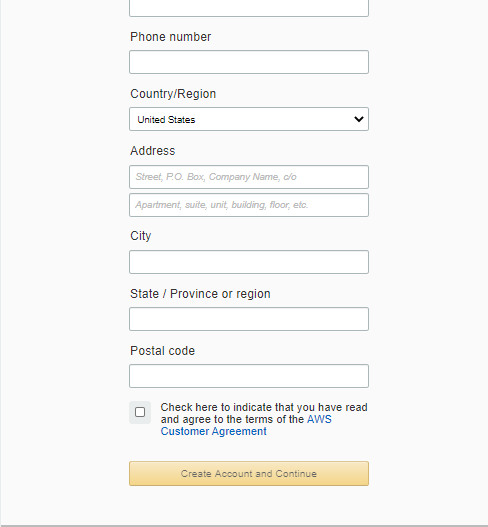 Phone number
Country/Region
United States
Address
Street, P.O. Box, Company Name, c/o
Apartment, suite, unit, building, floor, etc.
City
State / Province or region
Postal code
Check here to indicate that you have read
and agree to the terms of the AWS
Customer Agreement
Create Account and Continue